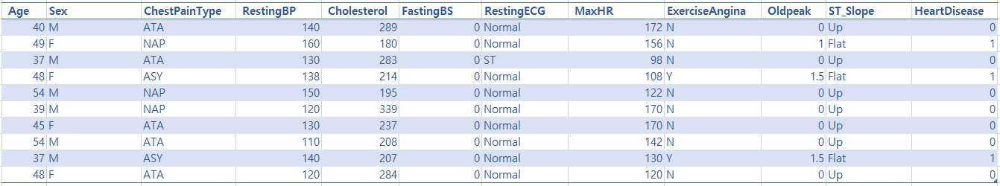 Age Sex ChestPainType RestingBP Cholesterol FastingBS RestingECG MaxHR ExerciseAngina Oldpeak ST_Slope HeartDisease
40 M ATA 140 289 0 Normal 172 N 0 Up 0
49 F NAP 160 180 0 Normal 156 N 1 Flat 1
37 M ATA 130 283 0 ST 98 N 0 Up 0
48 F ASY 138 214 0 Normal 108 Y 1.5 Flat 1
54 M NAP 150 195 0 Normal 122 N 0 Up 0
39 M NAP 120 339 0 Normal 170 N 0 Up 0
45 F ATA 130 237 0 Normal 170 N 0 Up 0
54 M ATA 110 208 0 Normal 142 N 0 Up 0
37 M ASY 140 207 0 Normal 130 Y 1.5 Flat 1
48 F ATA 120 284 0 Normal 120 N 0 Up 0